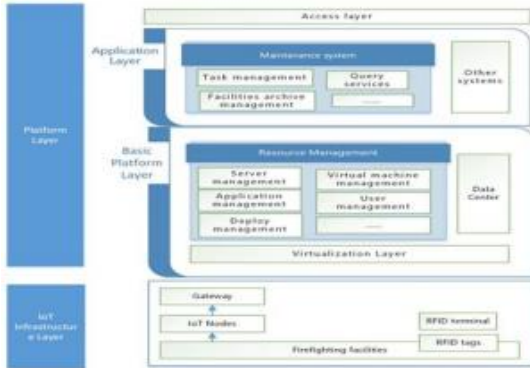 Access layer
Application
Layer
Maintenance system
Task management
Query
services
Facilities archive
management
......
Other
systems
Platform
Layer
Basic
Platform
Layer
Resource Management
Server
management
Virtual machine
management
Application
management
User
management
Deploy
management
......
Data
Center
Virtualization Layer
IoT
Infrastructur
e Layer
Gateway
IoT Nodes
RFID terminal
RFID tags
Firefighting facilities